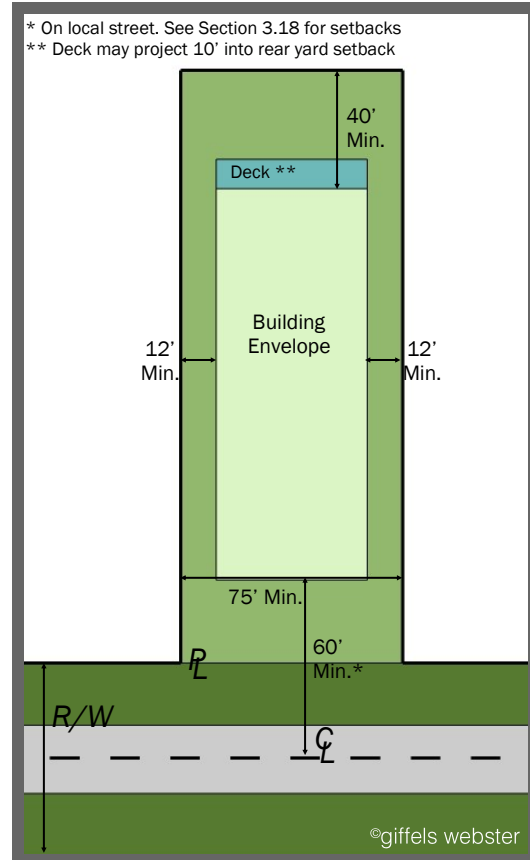 * On local street. See Section 3.18 for setbacks
** Deck may project 10’ into rear yard setback
40’
Min.
Deck **
Building
Envelope
12’
Min.
12’
Min.
75’ Min.
60’
Min.*
PL
R/W
CL
©giffels webster